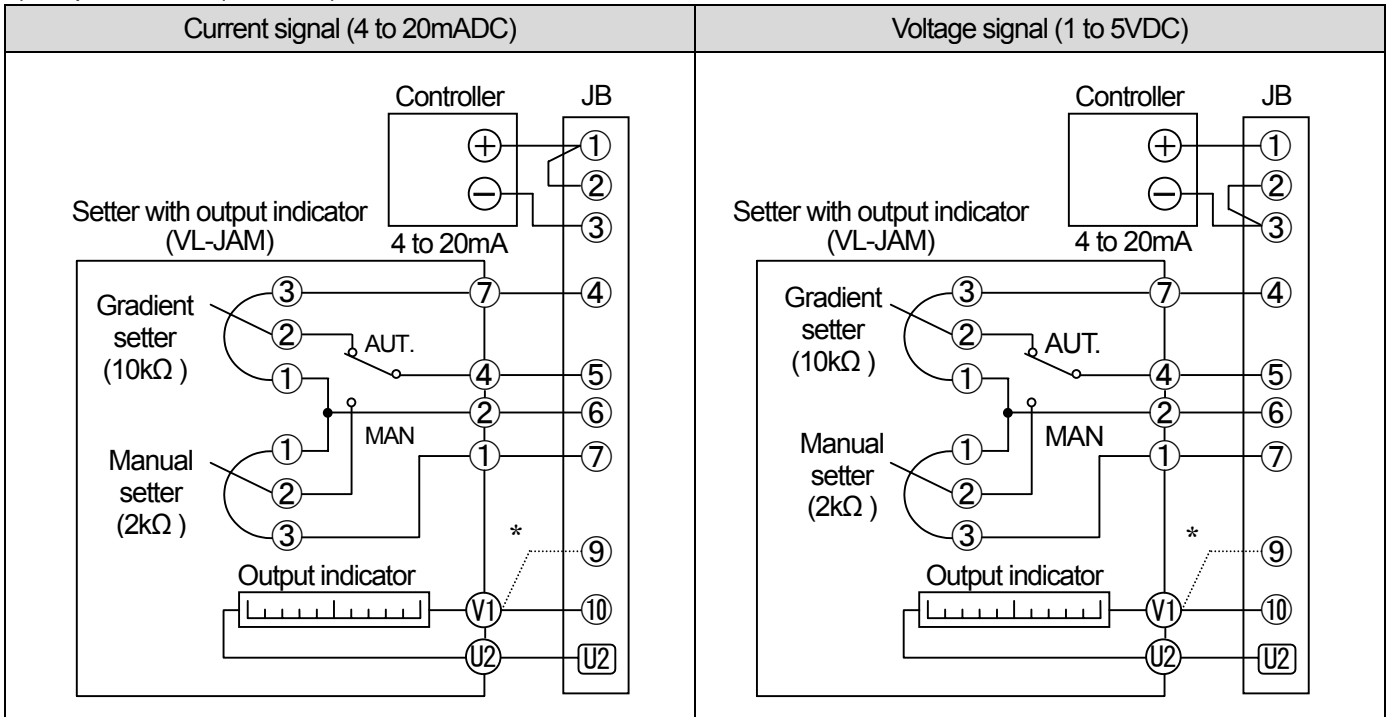 Current signal (4 to 20mADC)
Voltage signal (1 to 5VDC)
Controller
JB
+
①
②
−
③
4 to 20mA
Setter with output indicator
(VL-JAM)
③
⑦
④
Gradient
setter
(10kΩ )
②
AUT.
①
④
⑤
②
⑥
MAN
①
①
⑦
Manual
setter
(2kΩ )
②
③
*
⑨
Output indicator
V1
⑩
U2
U2
Controller
JB
+
①
②
−
③
4 to 20mA
Setter with output indicator
(VL-JAM)
③
⑦
④
Gradient
setter
(10kΩ )
②
AUT.
①
④
⑤
②
⑥
MAN
①
①
⑦
Manual
setter
(2kΩ )
②
③
*
⑨
Output indicator
V1
⑩
U2
U2